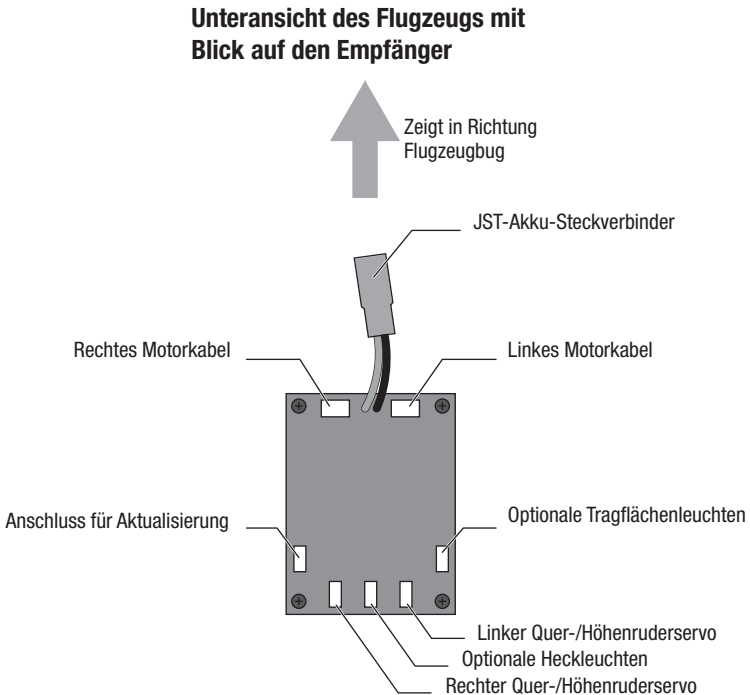 Unteransicht des Flugzeugs mit
Blick auf den Empfänger
Zeigt in Richtung
Flugzeugbug
JST-Akku-Steckverbinder
Rechtes Motorkabel
Linkes Motorkabel
Anschluss für Aktualisierung
Optionale Tragflächenleuchten
Linker Quer-/Höhenruderservo
Optionale Heckleuchten
Rechter Quer-/Höhenruderservo